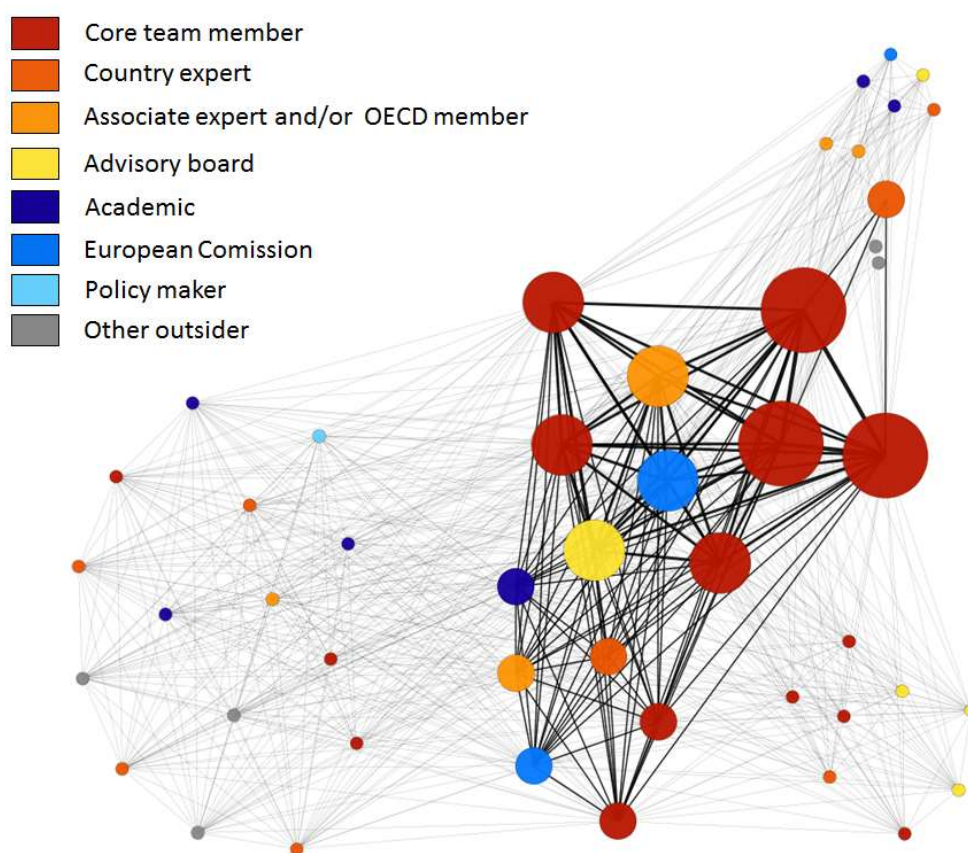 Core team member
Country expert
Associate expert and/or OECD member
Advisory board
Academic
European Comission
Policy maker
Other outsider